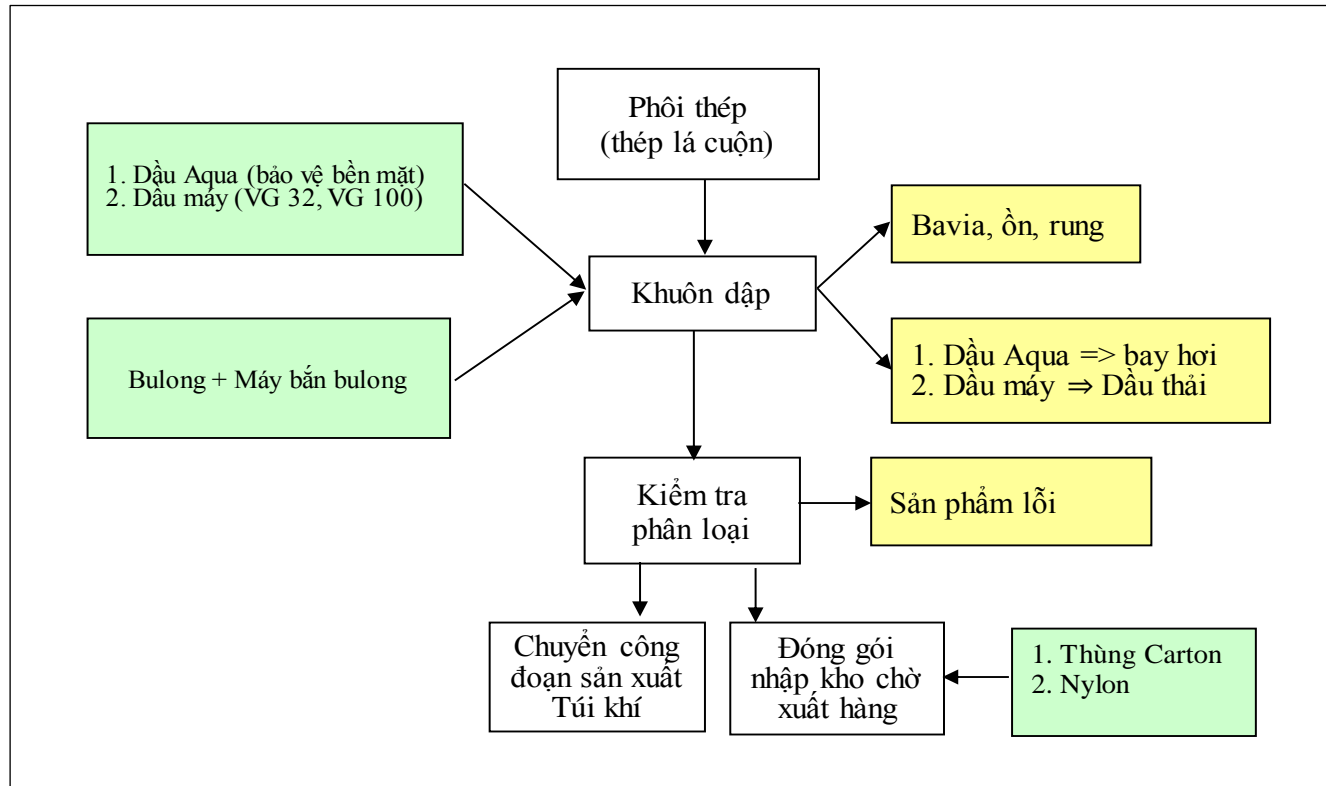 Phôi thép
(thép lá cuộn)
1. Dầu Aqua (bảo vệ bền mặt)
2. Dầu máy (VG 32, VG 100)
Bavia, ồn, rung
Khuôn dập
Bulong + Máy bắn bulong
1. Dầu Aqua => bay hơi
2. Dầu máy ⇒ Dầu thải
Kiểm tra
phân loại
Sản phẩm lỗi
Chuyển công
đoạn sản xuất
Túi khí
Đóng gói
nhập kho chờ
xuất hàng
1. Thùng Carton
2. Nylon